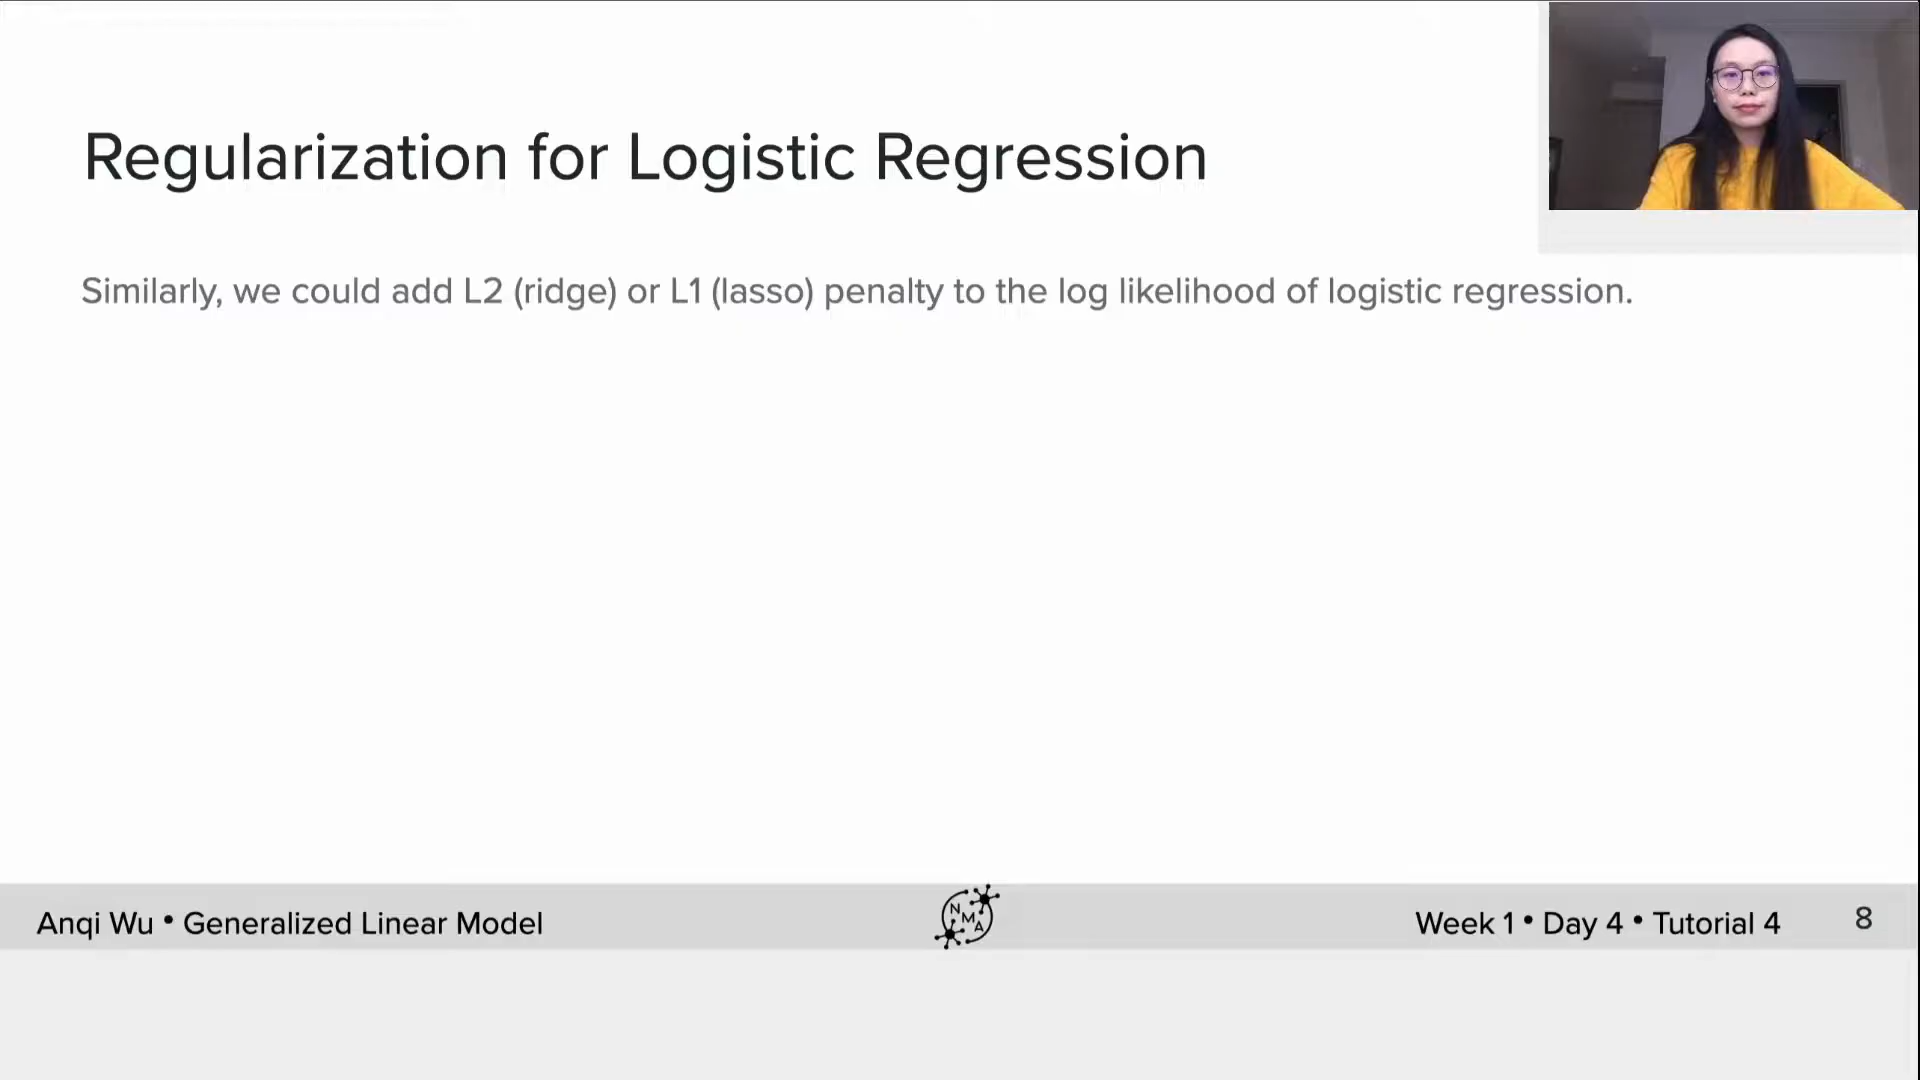 Regularization for Logistic Regression
Similarly, we could add L2 (ridge) or L1 (lasso) penalty to the log likelihood of logistic regression.
Anqi Wu • Generalized Linear Model
N
M
A
Week 1 • Day 4 • Tutorial 4
8